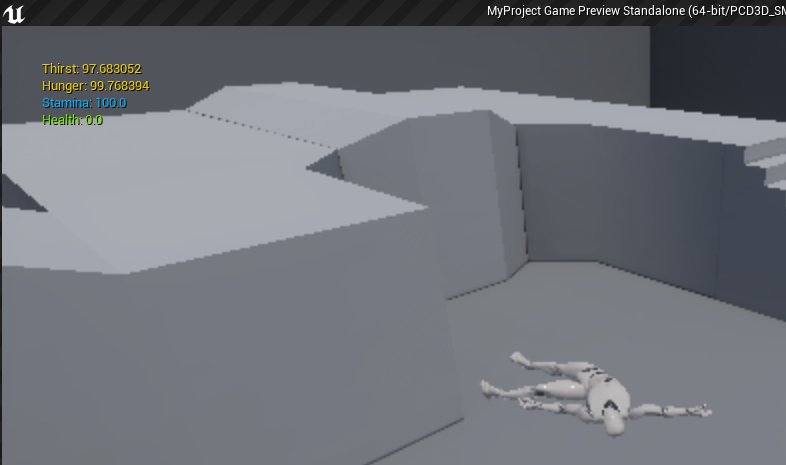 MyProject Game Preview Standalone (64-bit/PCD3D_SM
Thirst: 97.683052
Hunger: 99.768394
Stamina: 100.0
Health: 0.0